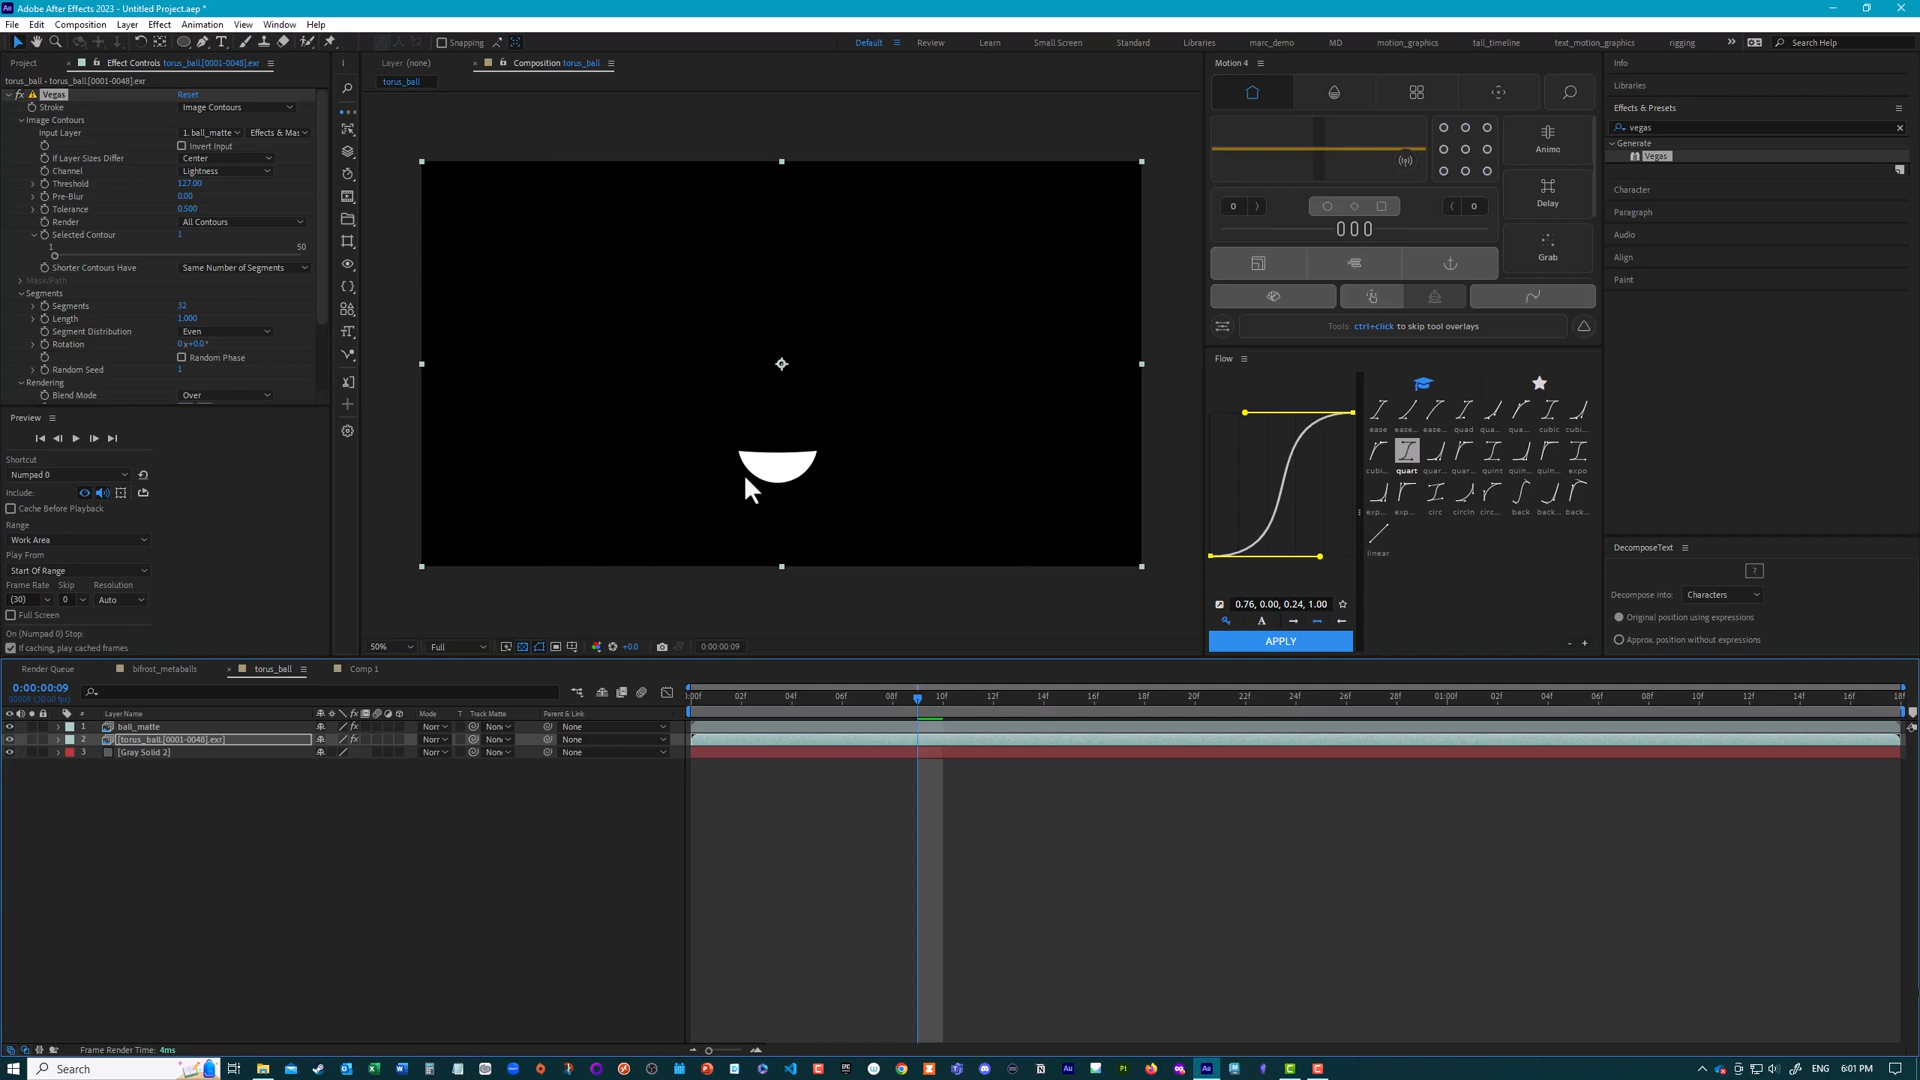 Adobe After Effects 2023 - Untitled Project.aep *
File Edit Composition Layer Effect Animation View Window Help
Snapping
Default Review Learn Small Screen Standard Libraries marc_demo MD motion_graphics tall_timeline text_motion_graphics rigging Search Help
Project Effect Controls torus_ball.[0001-0048].exr
torus_ball • torus_ball.[0001-0048].exr
Vegas Reset
Stroke Image Contours
Image Contours
Input Layer 1. ball_matte Effects & Mas
Invert Input
If Layer Sizes Differ Center
Channel Lightness
Threshold 127.00
Pre-Blur 0.00
Tolerance 0.500
Render All Contours
Selected Contour 1
1 50
Shorter Contours Have Same Number of Segments
Mask/Path
Segments
Segments 32
Length 1.000
Segment Distribution Even
Rotation 0x+0.0°
Random Phase
Random Seed 1
Rendering
Blend Mode Over
Preview
Shortcut
Numpad 0
Include:
Cache Before Playback
Range
Work Area
Play From
Start Of Range
Frame Rate Skip Resolution
(30) 0 Auto
Full Screen
On (Numpad 0) Stop:
If caching, play cached frames
Layer (none) Composition torus_ball
torus_ball
50% Full +0.0 0:00:00:09
Motion 4
Animo
Delay
0 0
Grab
Tools: ctrl+click to skip tool overlays
Flow
ease ease... ease... quad qua... qua... cubic cubi...
cubi... quart quar... quar... quint quin... quin... expo
exp... exp... circ circIn circ... back back... back...
linear
0.76, 0.00, 0.24, 1.00
A
APPLY
Info
Libraries
Effects & Presets
vegas
Generate
Vegas
Character
Paragraph
Audio
Align
Paint
DecomposeText
?
Decompose into: Characters
Original position using expressions
Approx. position without expressions
Render Queue bifrost_metaballs torus_ball Comp 1
0:00:00:09
00009 (30.00 fps)
):00f 02f 04f 06f 08f 10f 12f 14f 16f 18f 20f 22f 24f 26f 28f 01:00f 02f 04f 06f 08f 10f 12f 14f 16f 18f
# Layer Name Mode T Track Matte Parent & Link
1 ball_matte Norr Non None
2 [torus_ball.[0001-0048].exr] Norr Non None
3 [Gray Solid 2] Norr Non None
Frame Render Time: 4ms
Search
ENG 6:01 PM